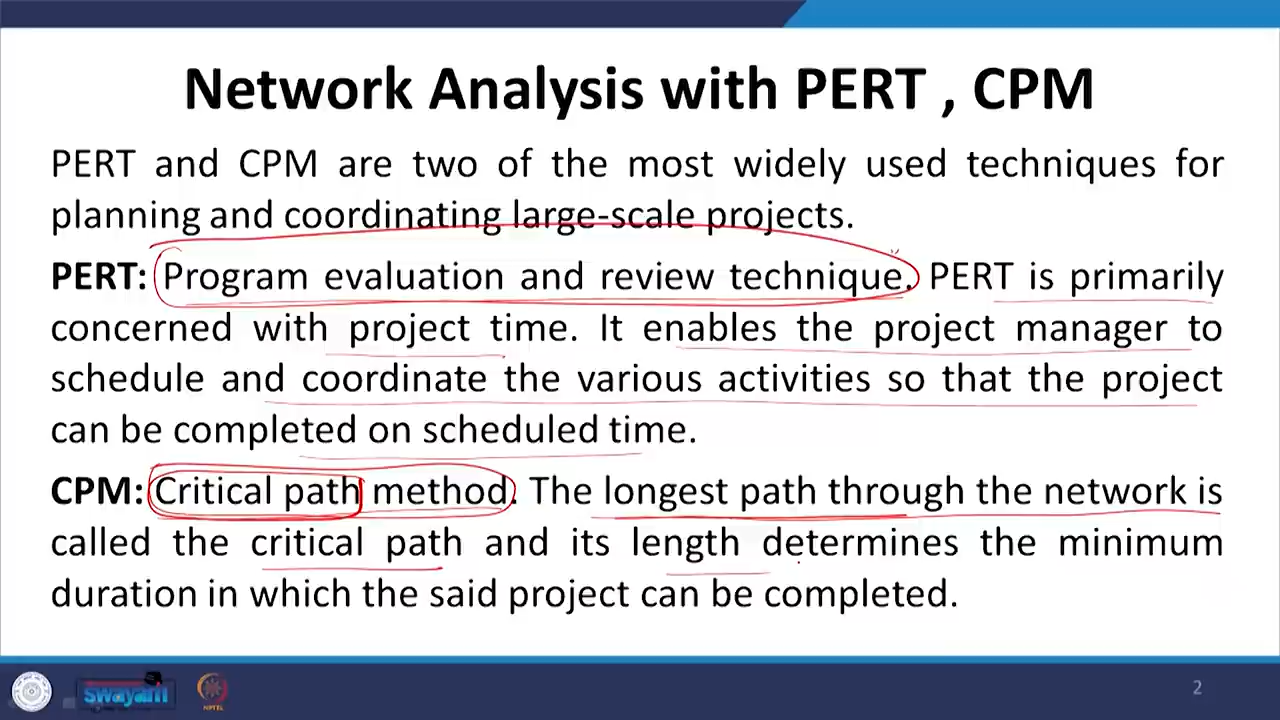 Network Analysis with PERT , CPM
PERT and CPM are two of the most widely used techniques for
planning and coordinating large-scale projects.
PERT: Program evaluation and review technique. PERT is primarily
concerned with project time. It enables the project manager to
schedule and coordinate the various activities so that the project
can be completed on scheduled time.
CPM: Critical path method. The longest path through the network is
called the critical path and its length determines the minimum
duration in which the said project can be completed.
swayam
NPTEL
2